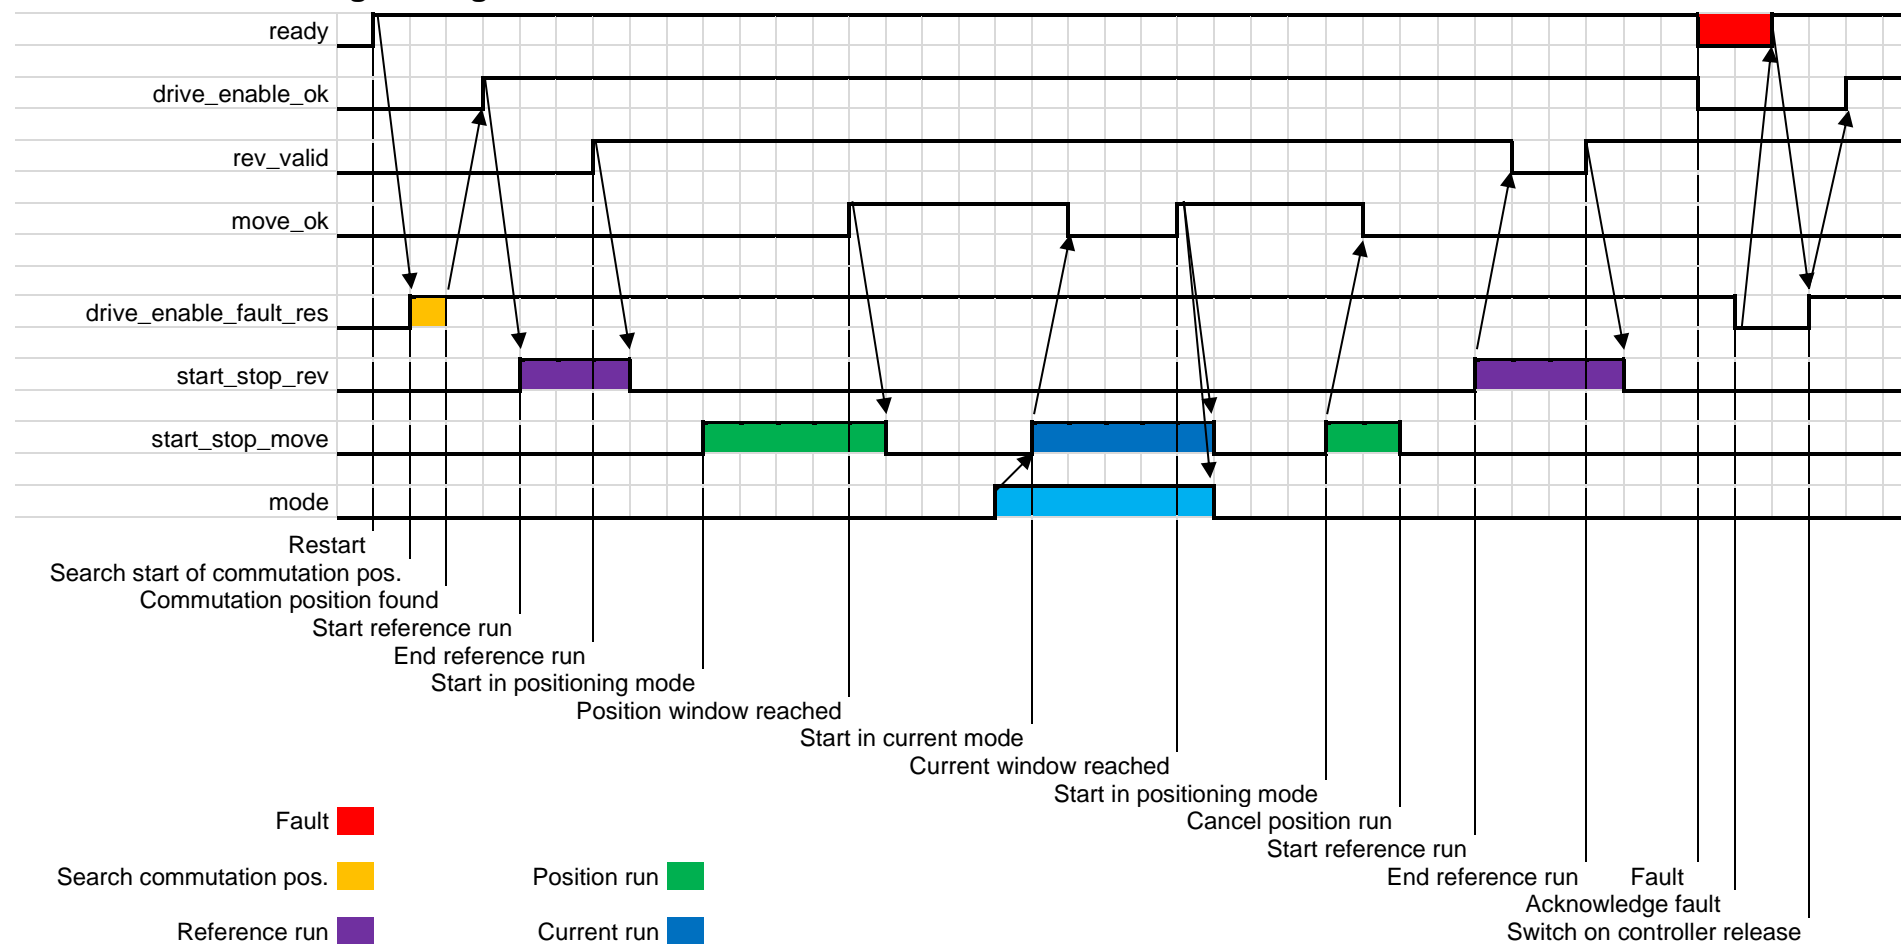 ready
drive_enable_ok
rev_valid
move_ok
drive_enable_fault_res
start_stop_rev
start_stop_move
mode
Restart
Search start of commutation pos.
Commutation position found
Start reference run
End reference run
Start in positioning mode
Position window reached
Start in current mode
Current window reached
Start in positioning mode
Cancel position run
Start reference run
End reference run
Fault
Acknowledge fault
Switch on controller release
Fault
Search commutation pos.
Position run
Reference run
Current run